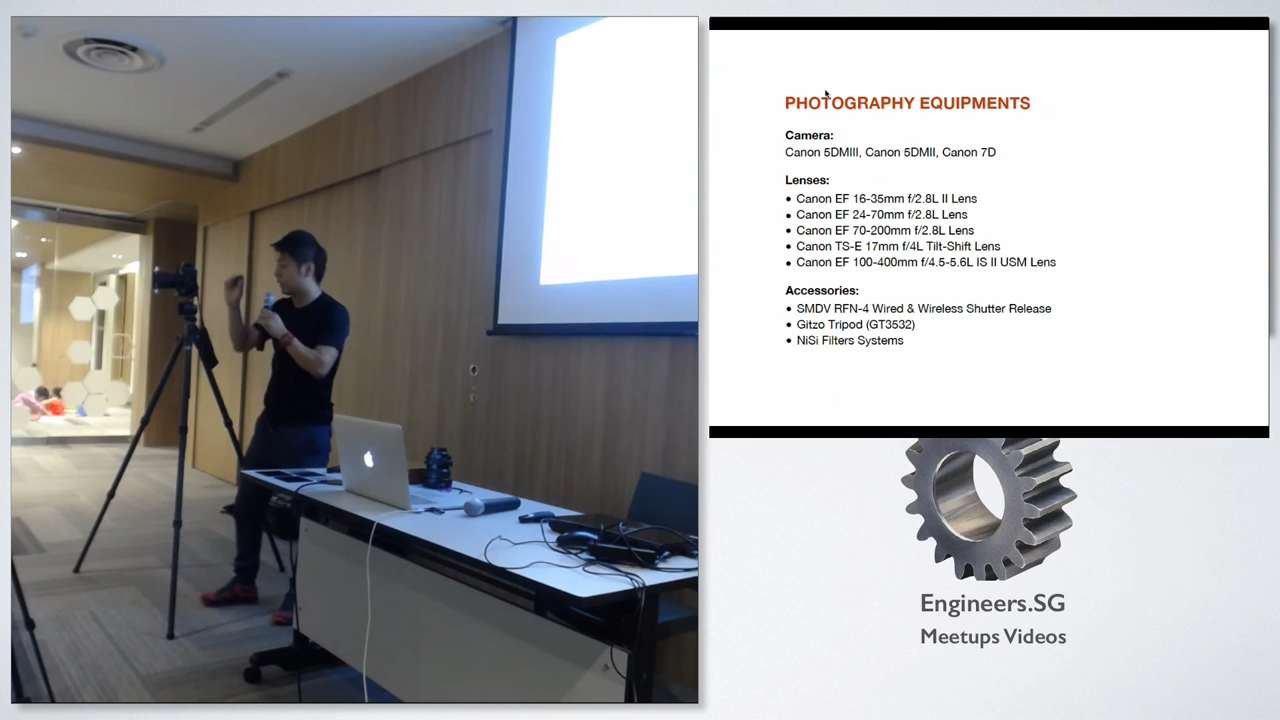 PHOTOGRAPHY EQUIPMENTS
Camera:
Canon 5DMIII, Canon 5DMII, Canon 7D
Lenses:
• Canon EF 16-35mm f/2.8L II Lens
• Canon EF 24-70mm f/2.8L Lens
• Canon EF 70-200mm f/2.8L Lens
• Canon TS-E 17mm f/4L Tilt-Shift Lens
• Canon EF 100-400mm f/4.5-5.6L IS II USM Lens
Accessories:
• SMDV RFN-4 Wired & Wireless Shutter Release
• Gitzo Tripod (GT3532)
• NiSi Filters Systems
Engineers.SG
Meetups Videos